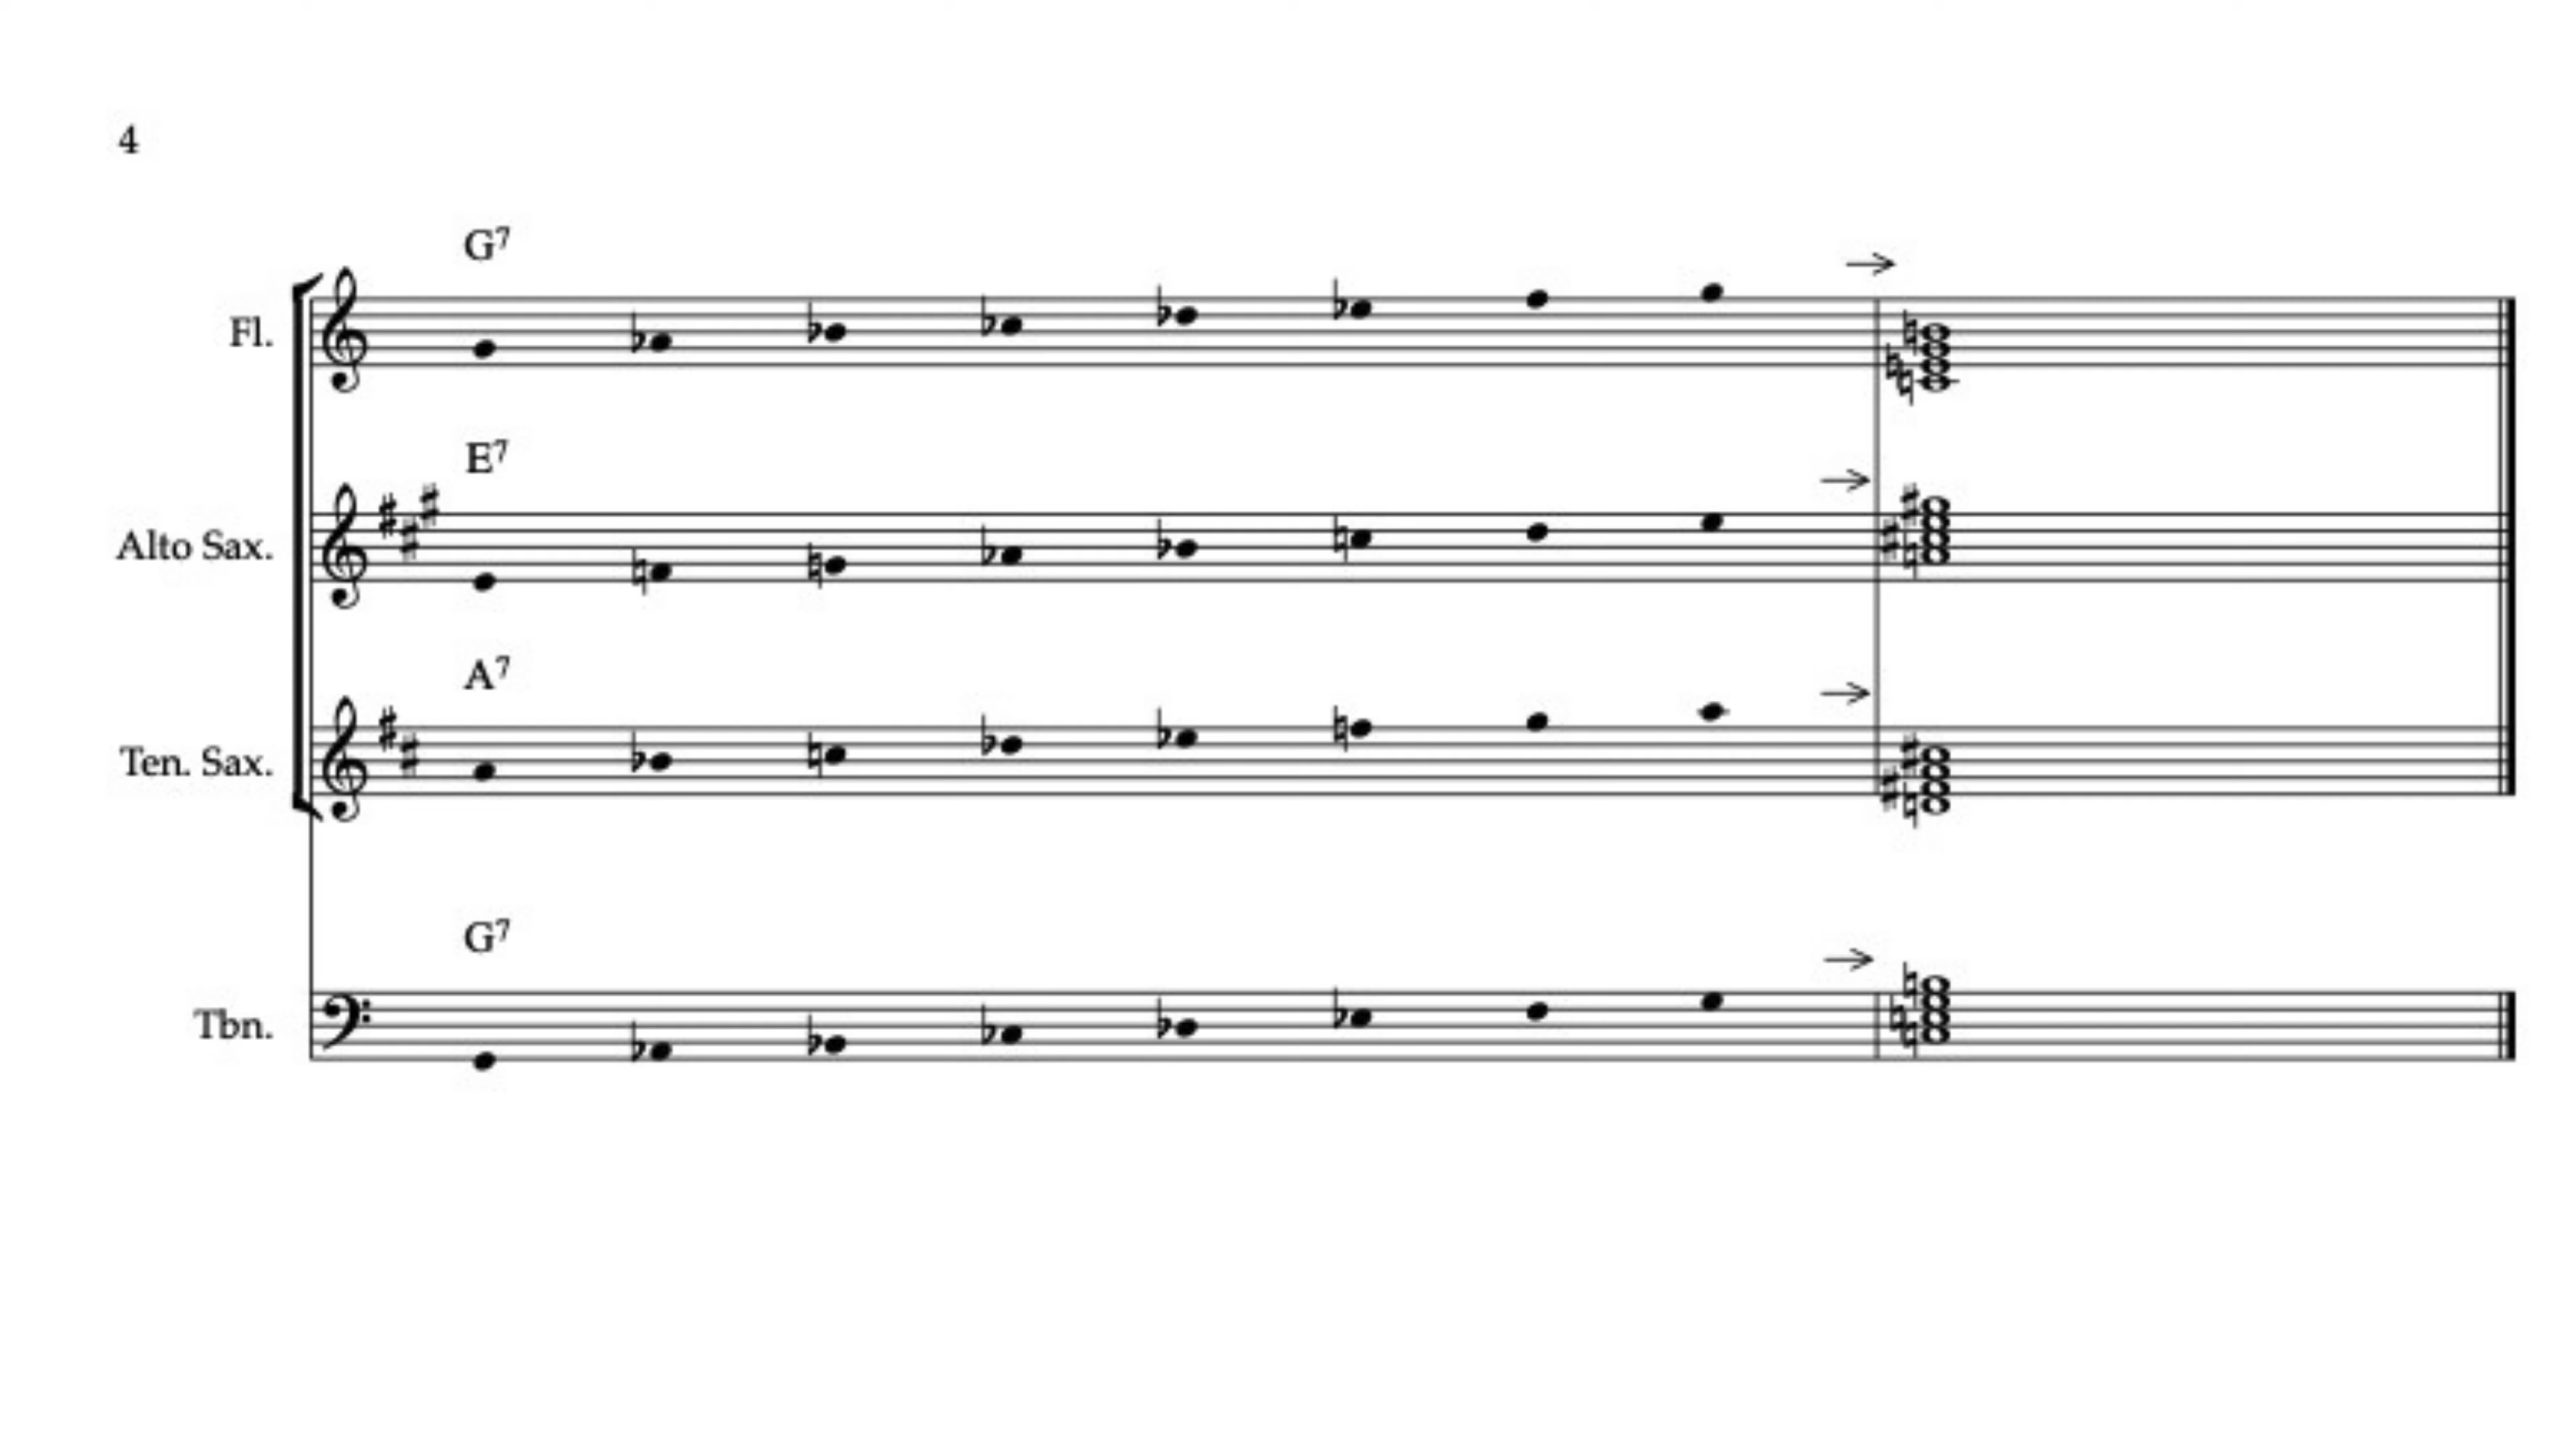 4
G7
Fl.
E7
Alto Sax.
A7
Ten. Sax.
G7
Tbn.